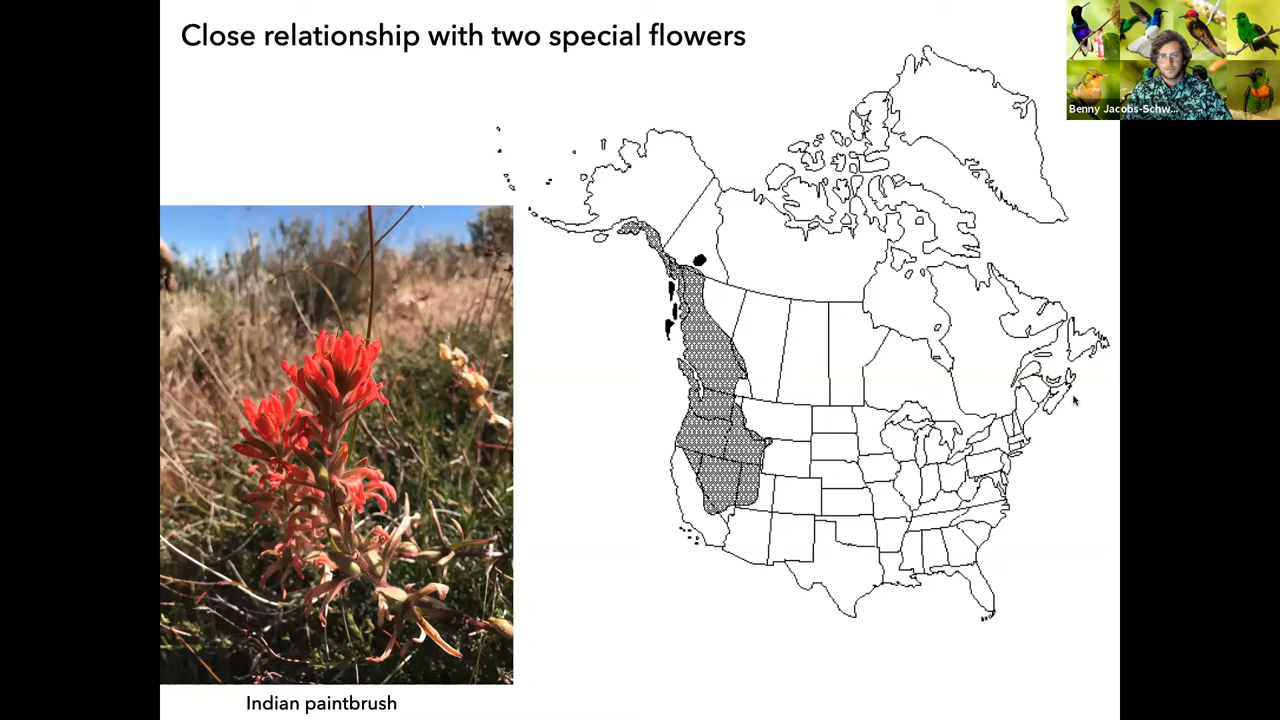 Close relationship with two special flowers
Benny Jacobs-Schw...
Indian paintbrush